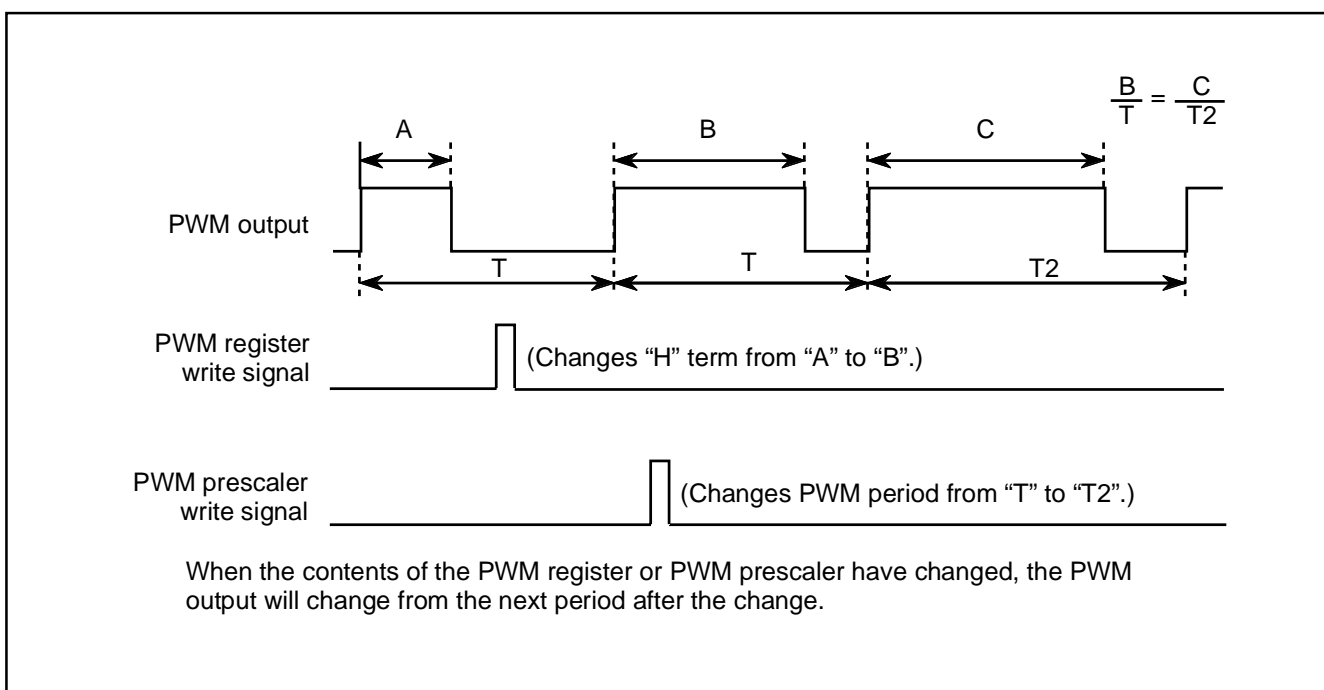 B = C
T T2
A B C
PWM output
T T T2
PWM register
write signal
(Changes “H” term from “A” to “B”.)
PWM prescaler
write signal
(Changes PWM period from “T” to “T2”.)
When the contents of the PWM register or PWM prescaler have changed, the PWM
output will change from the next period after the change.